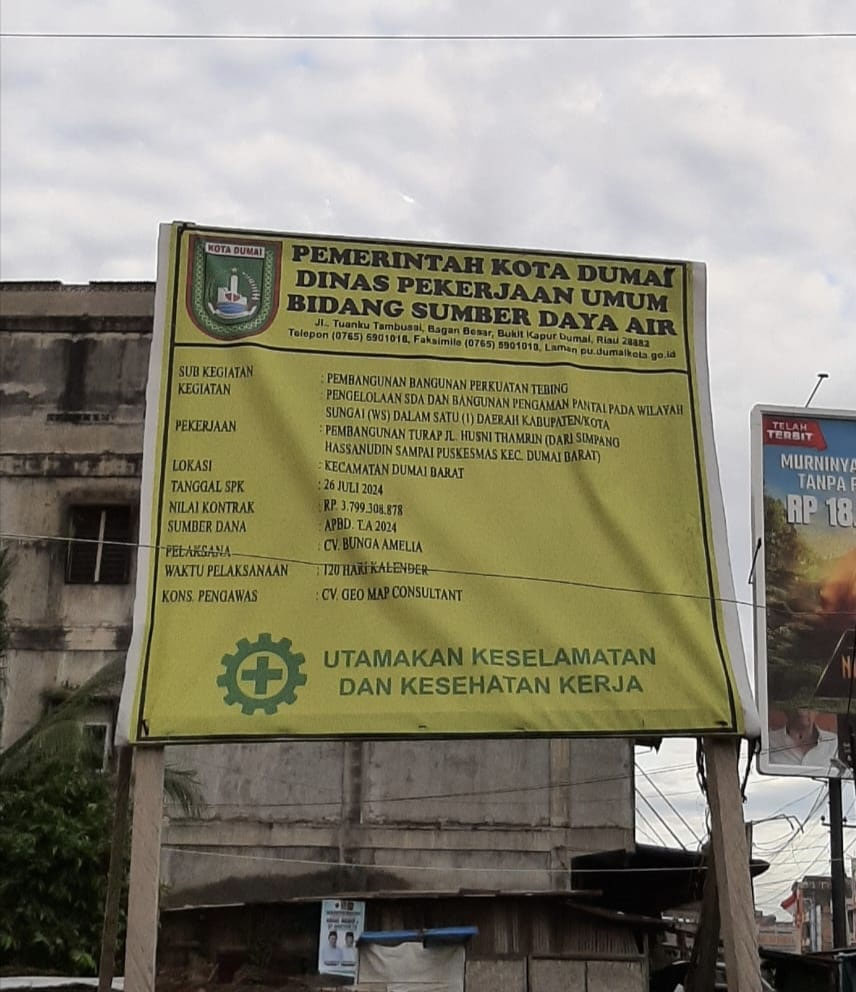 KOTA DUMAI
PEMERINTAH KOTA DUMAI
DINAS PEKERJAAN UMUM
BIDANG SUMBER DAYA AIR
JL. Tuanku Tambusai, Bagan Besar, Bukit Kapur Dumai, Riau 28882
Telepon (0765) 5901018, Faksimile (0765) 5901018, Laman pu.dumaikota.go.id
SUB KEGIATAN : PEMBANGUNAN BANGUNAN PERKUATAN TEBING
KEGIATAN : PENGELOLAAN SDA DAN BANGUNAN PENGAMAN PANTAI PADA WILAYAH
SUNGAI (WS) DALAM SATU (1) DAERAH KABUPATEN/KOTA
PEKERJAAN : PEMBANGUNAN TURAP JL. HUSNI THAMRIN (DARI SIMPANG
HASSANUDIN SAMPAI PUSKESMAS KEC. DUMAI BARAT)
LOKASI : KECAMATAN DUMAI BARAT
TANGGAL SPK : 26 JULI 2024
NILAI KONTRAK : RP. 3.799.308.878
SUMBER DANA : APBD. T.A 2024
PELAKSANA : CV. BUNGA AMELIA
WAKTU PELAKSANAAN : 120 HARI KALENDER
KONS. PENGAWAS : CV. GEO MAP CONSULTANT
UTAMAKAN KESELAMATAN
DAN KESEHATAN KERJA
TELAH
TERBIT
MURNINYA
TANPA
RP 18